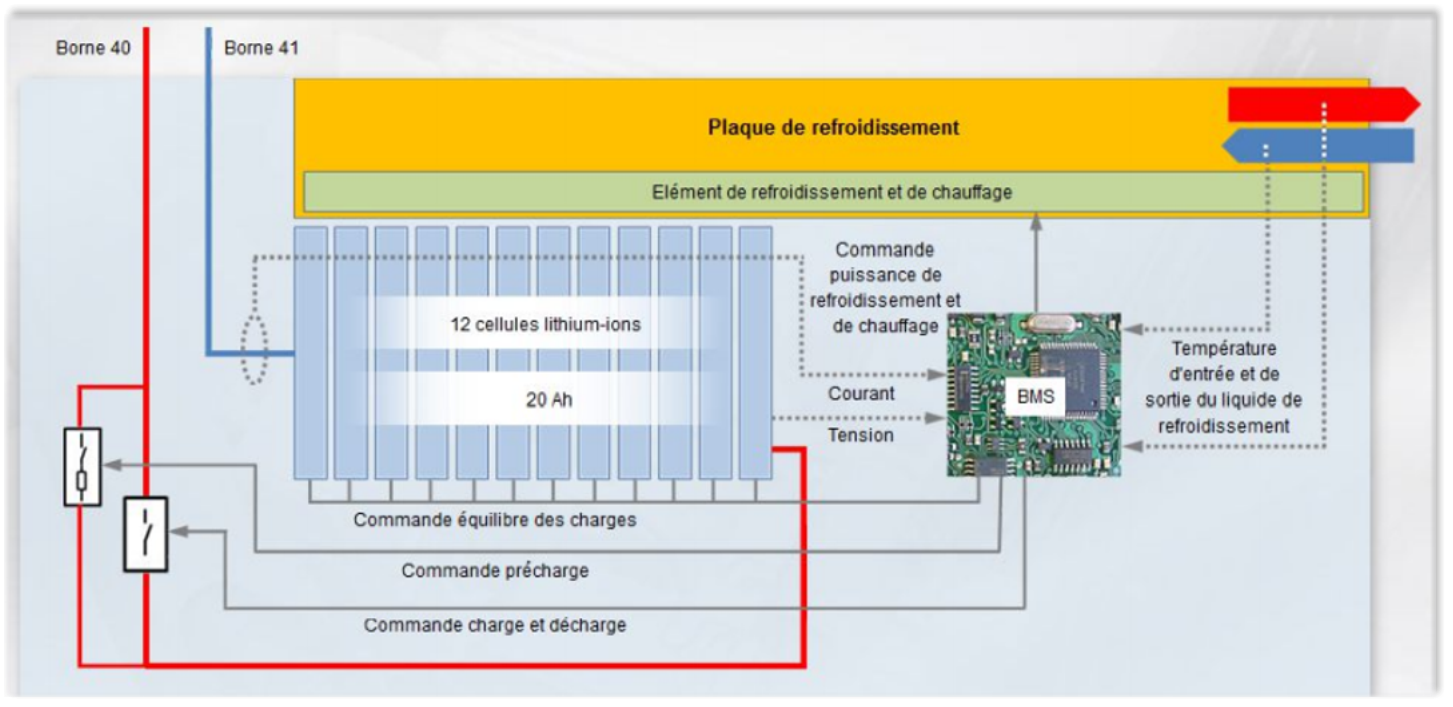 Borne 40
Borne 41
Plaque de refroidissement
Elément de refroidissement et de chauffage
Commande
puissance de
refroidissement et
de chauffage
12 cellules lithium-ions
20 Ah
BMS
Courant
Tension
Température
d'entrée et de
sortie du liquide de
refroidissement
Commande équilibre des charges
Commande précharge
Commande charge et décharge